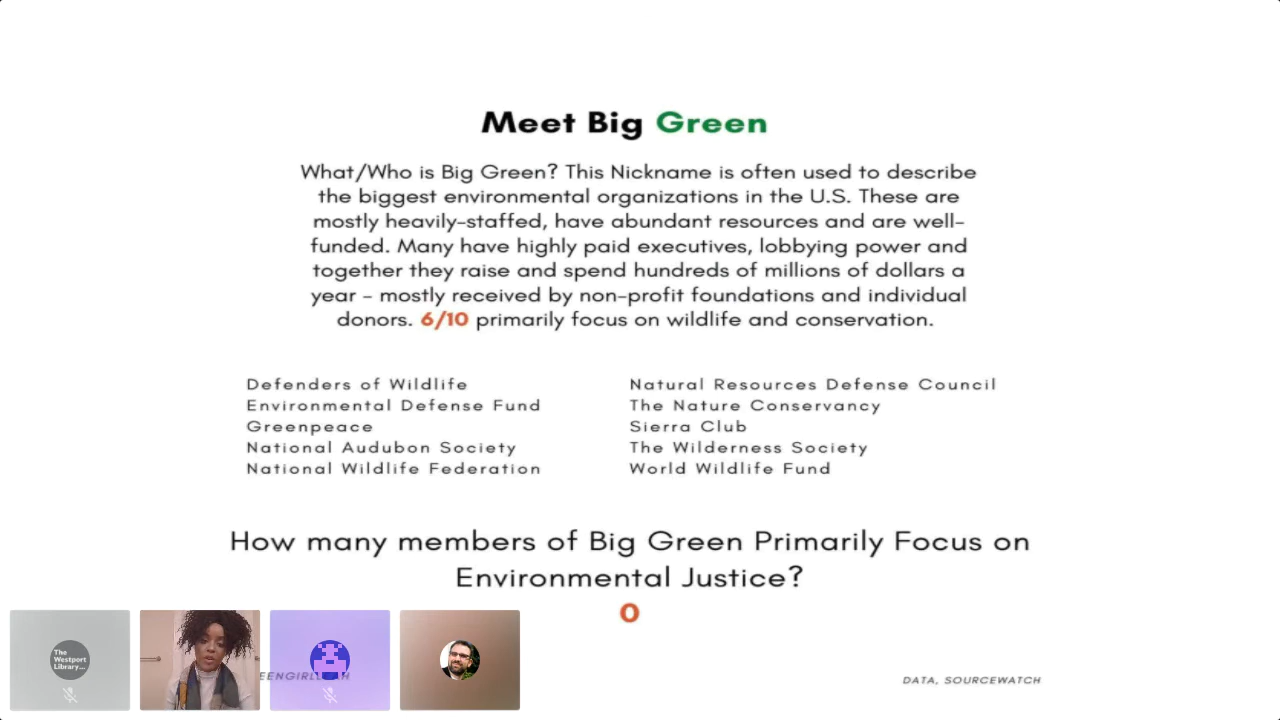 Meet Big Green
What/Who is Big Green? This Nickname is often used to describe
the biggest environmental organizations in the U.S. These are
mostly heavily-staffed, have abundant resources and are well-
funded. Many have highly paid executives, lobbying power and
together they raise and spend hundreds of millions of dollars a
year - mostly received by non-profit foundations and individual
donors. 6/10 primarily focus on wildlife and conservation.
Defenders of Wildlife
Environmental Defense Fund
Greenpeace
National Audubon Society
National Wildlife Federation
Natural Resources Defense Council
The Nature Conservancy
Sierra Club
The Wilderness Society
World Wildlife Fund
How many members of Big Green Primarily Focus on
Environmental Justice?
0
The
Westport
Library...
DATA, SOURCEWATCH